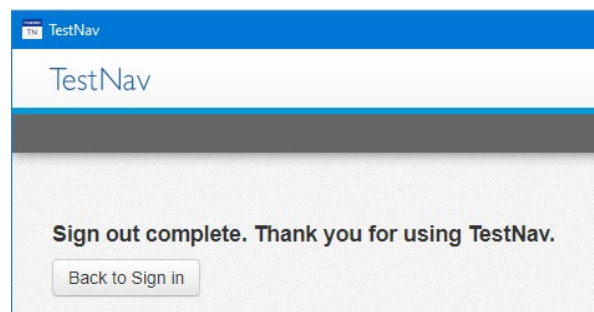 TN TestNav
TestNav
Sign out complete. Thank you for using TestNav.
Back to Sign in